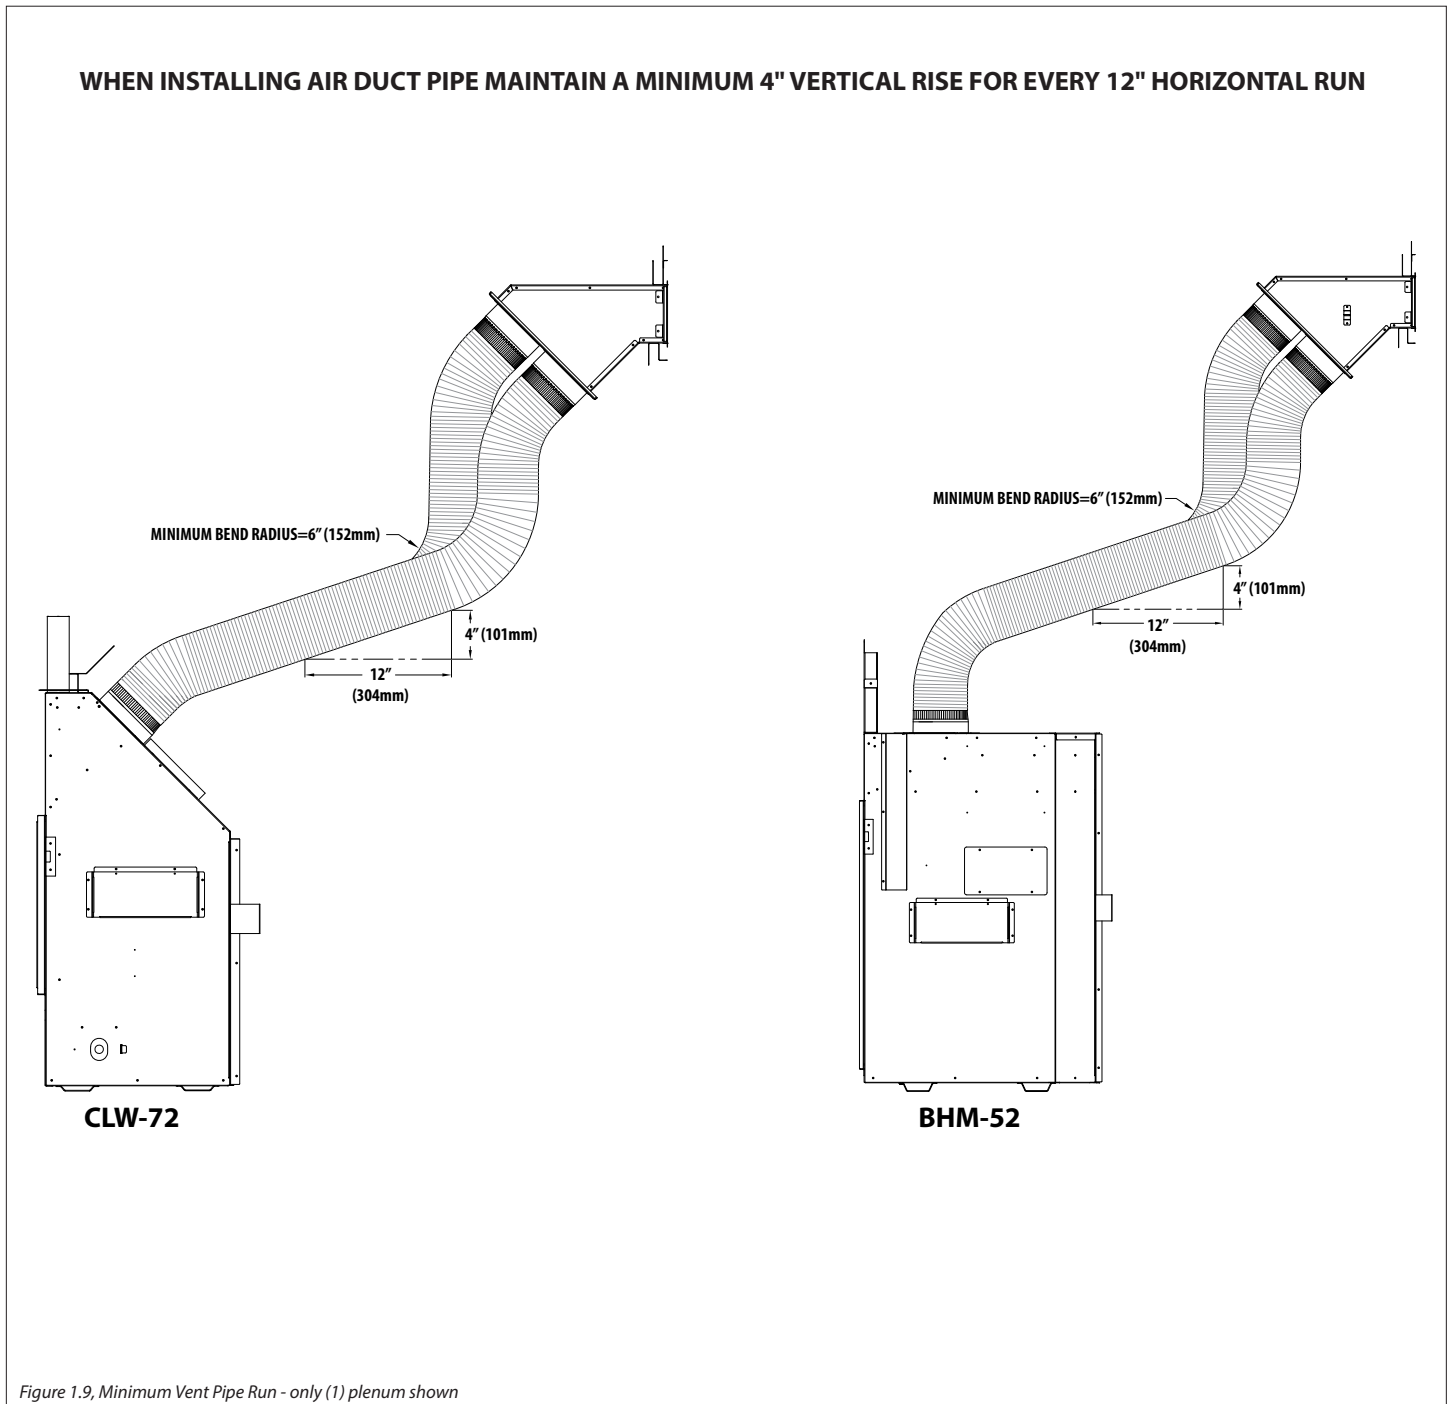 WHEN INSTALLING AIR DUCT PIPE MAINTAIN A MINIMUM 4" VERTICAL RISE FOR EVERY 12" HORIZONTAL RUN
MINIMUM BEND RADIUS=6” (152mm)
4” (101mm)
12”
(304mm)
CLW-72
MINIMUM BEND RADIUS=6” (152mm)
4” (101mm)
12”
(304mm)
BHM-52
Figure 1.9, Minimum Vent Pipe Run - only (1) plenum shown